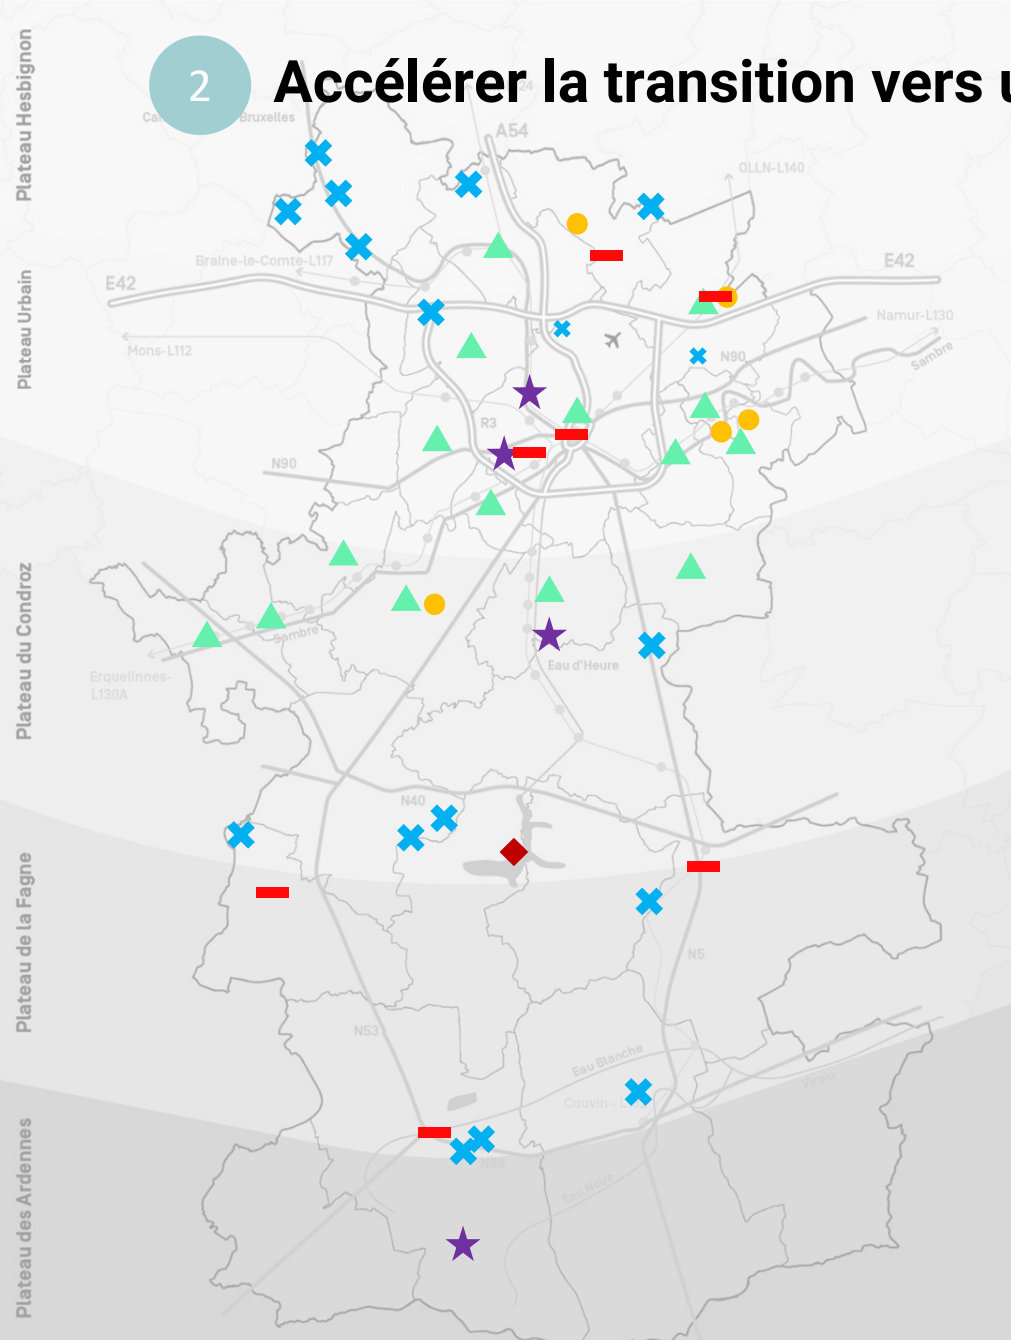 2
Accélérer la transition vers u
Plateau Hesbignon
Bruxelles
A54
OLLN-L140
Plateau Urbain
Braine-le-Comte-L117
E42
E42
Namur-L130
Mons-L112
N90
Sambre
R3
N90
Plateau du Condroz
Sambre
Erquelinnes-
L130A
Eau d'Heure
N40
Plateau de la Fagne
N5
N53
Eau Blanche
Viroin
Couvin - L132
Plateau des Ardennes
Eau Noire